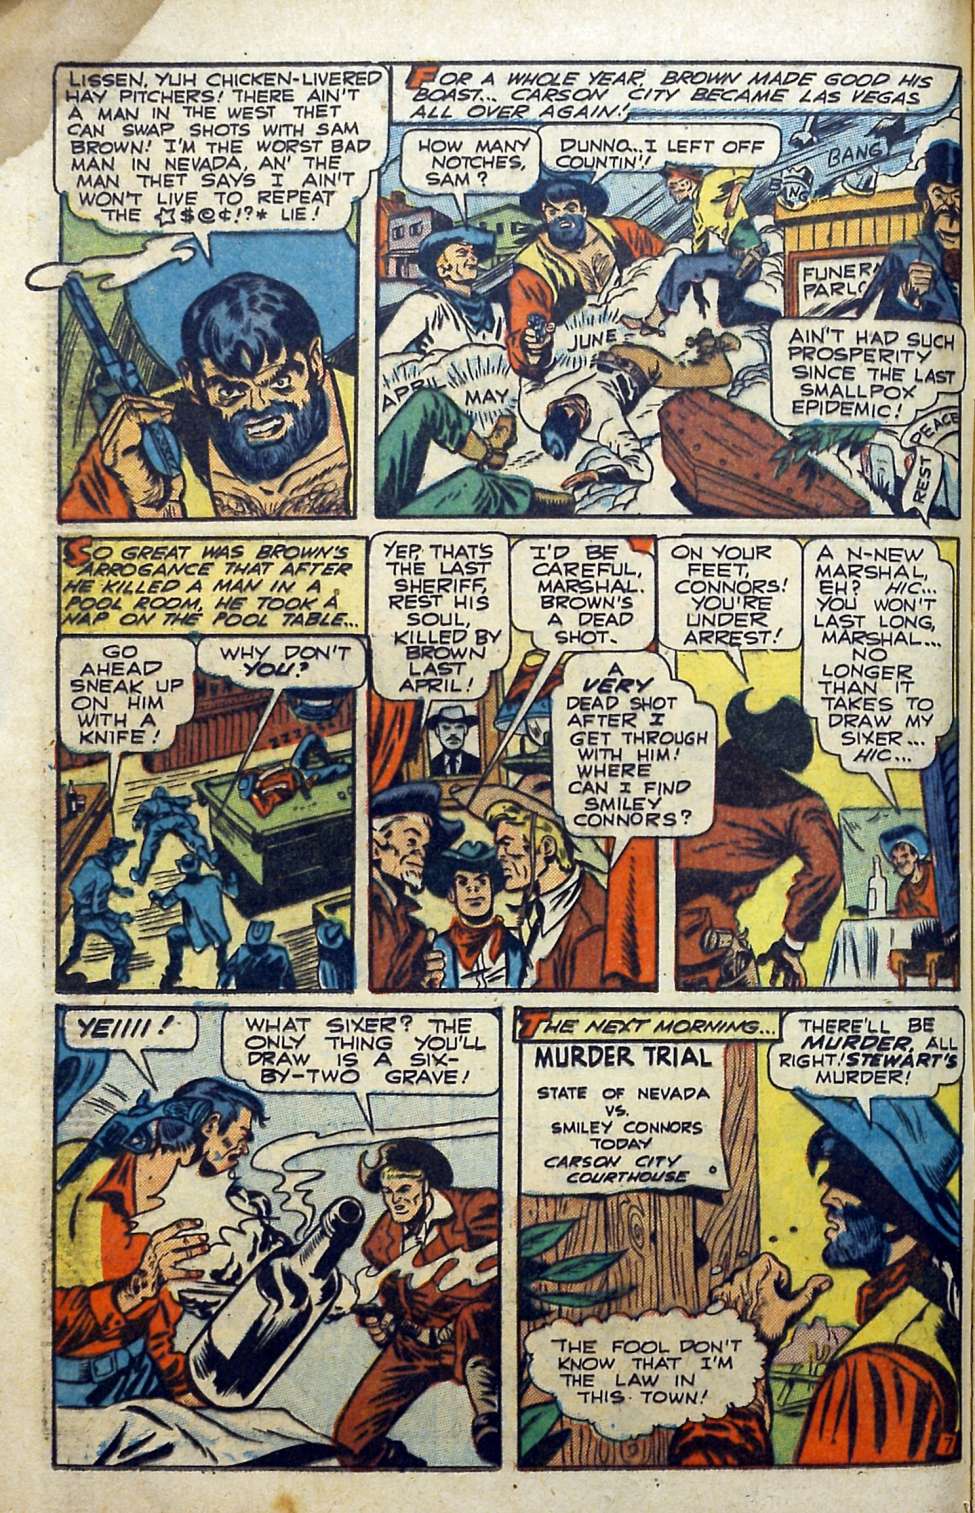 LISSEN, YUH CHICKEN-LIVERED
HAY PITCHERS! THERE AIN'T
A MAN IN THE WEST THET
CAN SWAP SHOTS WITH SAM
BROWN! I'M THE WORST BAD
MAN IN NEVADA, AN' THE
MAN THET SAYS I AIN'T
WON'T LIVE TO REPEAT
THE ☆$@¢!?* LIE!
FOR A WHOLE YEAR, BROWN MADE GOOD HIS
BOAST... CARSON CITY BECAME LAS VEGAS
ALL OVER AGAIN!
HOW MANY
NOTCHES,
SAM?
DUNNO...I LEFT OFF
COUNTIN'!
BANG
BANG
FUNERA
PARLO
APRIL
MAY
JUNE
AIN'T HAD SUCH
PROSPERITY
SINCE THE LAST
SMALLPOX
EPIDEMIC!
REST
PEACE
SO GREAT WAS BROWN'S
ARROGANCE THAT AFTER
HE KILLED A MAN IN A
POOL ROOM, HE TOOK A
NAP ON THE POOL TABLE...
GO
AHEAD
SNEAK UP
ON HIM
WITH A
KNIFE!
WHY DON'T
YOU?
ZZZZZ
YEP, THAT'S
THE LAST
SHERIFF,
REST HIS
SOUL,
KILLED BY
BROWN
LAST
APRIL!
I'D BE
CAREFUL,
MARSHAL.
BROWN'S
A DEAD
SHOT.
A
VERY
DEAD SHOT
AFTER I
GET THROUGH
WITH HIM!
WHERE
CAN I FIND
SMILEY
CONNORS?
ON YOUR
FEET,
CONNORS!
YOU'RE
UNDER
ARREST!
A N-NEW
MARSHAL,
EH? HIC...
YOU WON'T
LAST LONG,
MARSHAL...
NO
LONGER
THAN IT
TAKES TO
DRAW MY
SIXER...
HIC...
YEIIII!
WHAT SIXER? THE
ONLY THING YOU'LL
DRAW IS A SIX-
BY-TWO GRAVE!
THE NEXT MORNING...
MURDER TRIAL
STATE OF NEVADA
VS.
SMILEY CONNORS
TODAY
CARSON CITY
COURTHOUSE
THERE'LL BE
MURDER, ALL
RIGHT! STEWART'S
MURDER!
THE FOOL DON'T
KNOW THAT I'M
THE LAW IN
THIS TOWN!
7